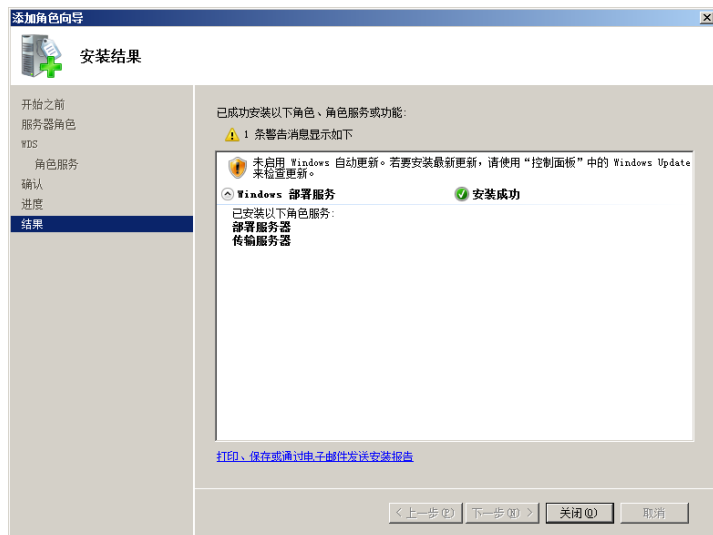 添加角色向导
安装结果
开始之前
服务器角色
WDS
角色服务
确认
进度
结果
已成功安装以下角色、角色服务或功能:
1 条警告消息显示如下
未启用 Windows 自动更新。若要安装最新更新，请使用“控制面板”中的 Windows Update
来检查更新。
Windows 部署服务
安装成功
已安装以下角色服务:
部署服务器
传输服务器
打印、保存或通过电子邮件发送安装报告
< 上一步(P)
下一步(N) >
关闭(O)
取消